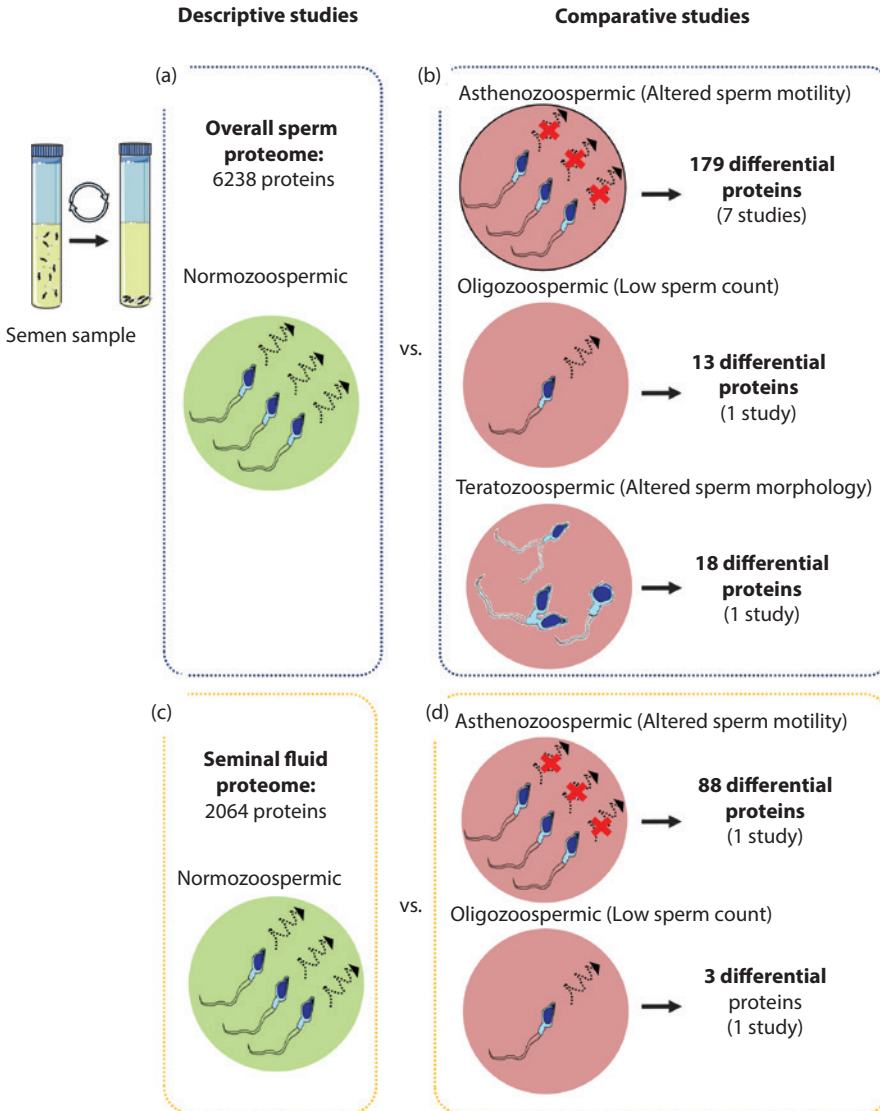 Descriptive studies
Comparative studies
Semen sample
(a)
Overall sperm
proteome:
6238 proteins
Normozoospermic
vs.
(b)
Asthenozoospermic (Altered sperm motility)
179 differential
proteins
(7 studies)
Oligozoospermic (Low sperm count)
13 differential
proteins
(1 study)
Teratozoospermic (Altered sperm morphology)
18 differential
proteins
(1 study)
(c)
Seminal fluid
proteome:
2064 proteins
Normozoospermic
vs.
(d)
Asthenozoospermic (Altered sperm motility)
88 differential
proteins
(1 study)
Oligozoospermic (Low sperm count)
3 differential
proteins
(1 study)